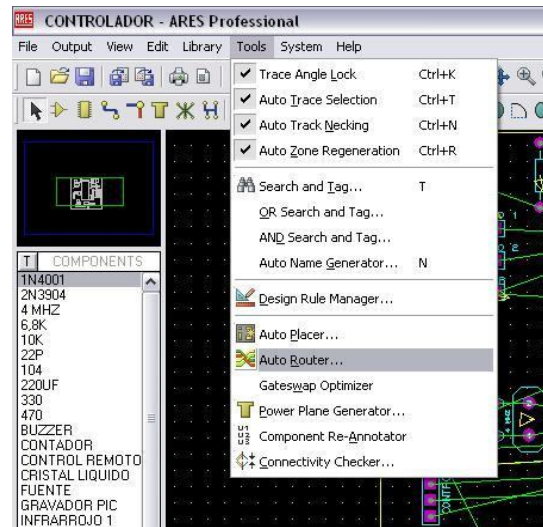 ARES CONTROLADOR - ARES Professional
File Output View Edit Library Tools System Help
Trace Angle Lock Ctrl+K
Auto Trace Selection Ctrl+T
Auto Track Necking Ctrl+N
Auto Zone Regeneration Ctrl+R
Search and Tag... T
OR Search and Tag...
AND Search and Tag...
Auto Name Generator... N
Design Rule Manager...
Auto Placer...
Auto Router...
Gateswap Optimizer
Power Plane Generator...
Component Re-Annotator
Connectivity Checker...
T COMPONENTS
1N4001
2N3904
4 MHZ
6,8K
10K
22P
104
220UF
330
470
BUZZER
CONTADOR
CONTROL REMOTO
CRISTAL LIQUIDO
FUENTE
GRAVADOR PIC
INFRARROJO 1